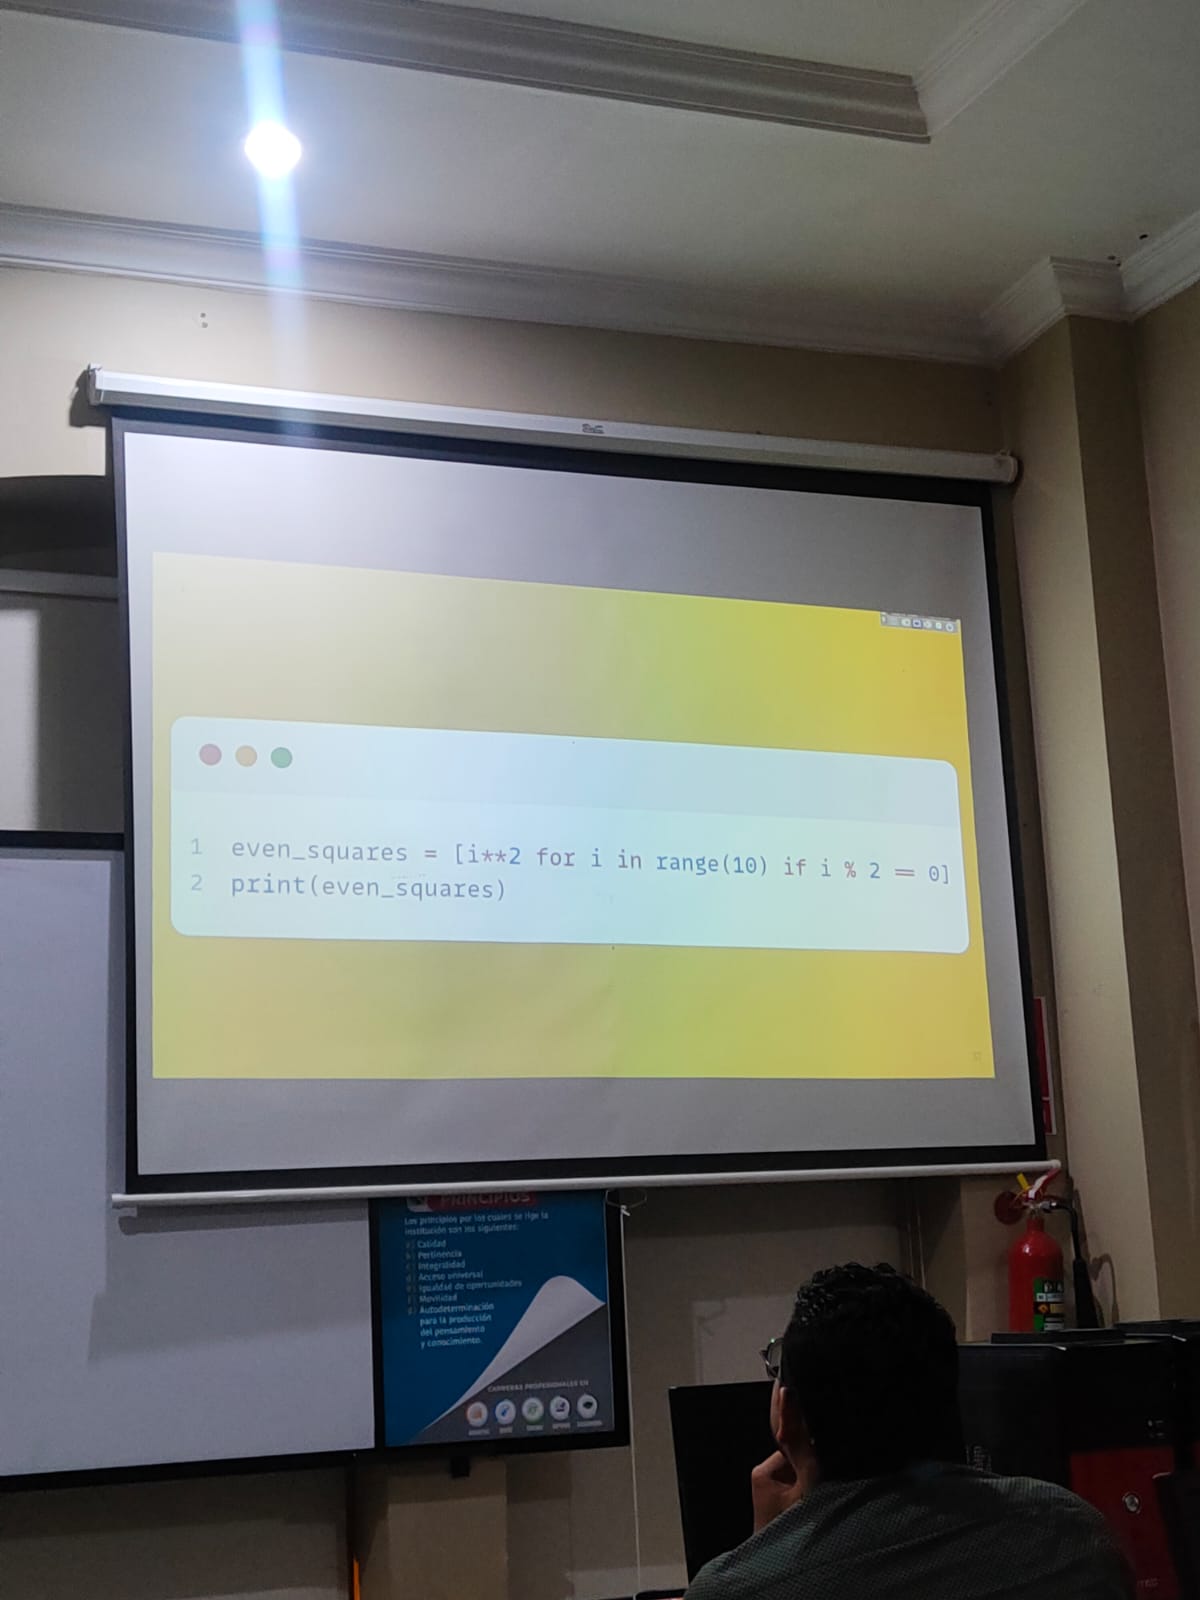 1 even_squares = [i**2 for i in range(10) if i % 2 == 0]
2 print(even_squares)
PRINCIPIOS
Los principios por los cuales se rige la
institución son los siguientes:
a) Calidad
b) Pertinencia
c) Integralidad
d) Acceso universal
e) Igualdad de oportunidades
f) Movilidad
g) Autodeterminación
para la producción
del pensamiento
y conocimiento.
CARRERAS PROFESIONALES EN